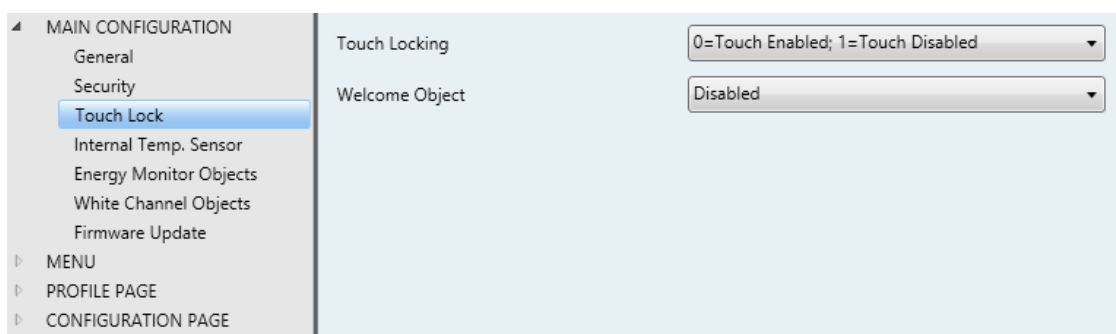 MAIN CONFIGURATION
General
Security
Touch Lock
Internal Temp. Sensor
Energy Monitor Objects
White Channel Objects
Firmware Update
MENU
PROFILE PAGE
CONFIGURATION PAGE
Touch Locking 0=Touch Enabled; 1=Touch Disabled
Welcome Object Disabled